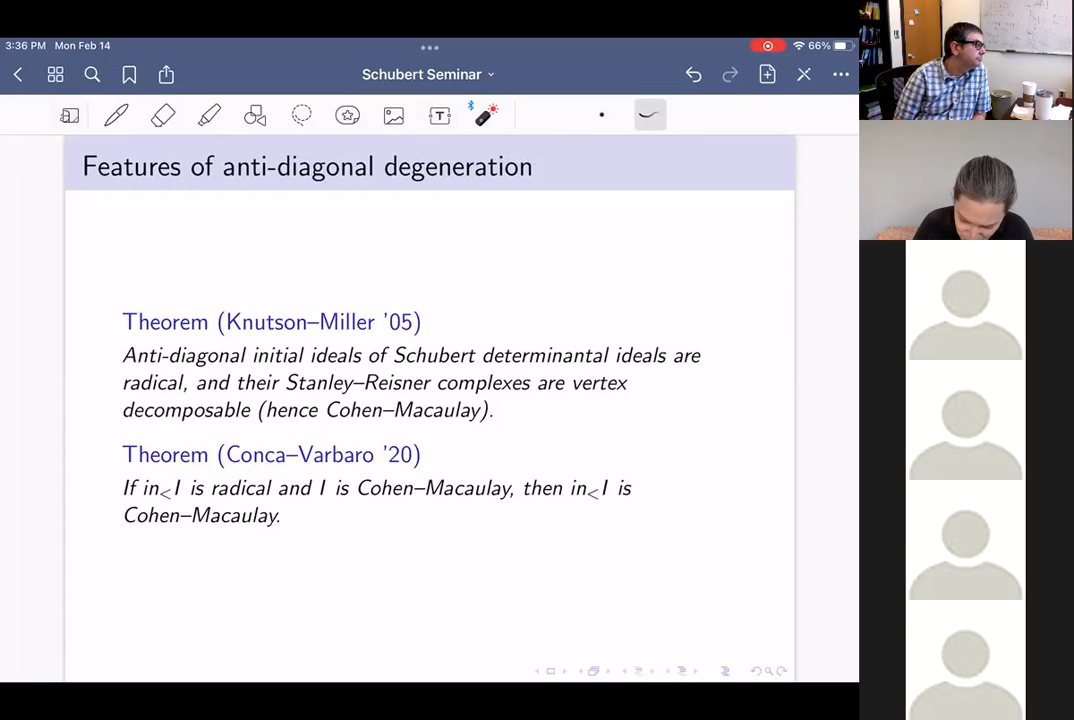 3:36 PM Mon Feb 14
66%
Schubert Seminar
T
Features of anti-diagonal degeneration
Theorem (Knutson–Miller '05)
Anti-diagonal initial ideals of Schubert determinantal ideals are
radical, and their Stanley–Reisner complexes are vertex
decomposable (hence Cohen–Macaulay).
Theorem (Conca–Varbaro '20)
If in<I is radical and I is Cohen–Macaulay, then in<I is
Cohen–Macaulay.